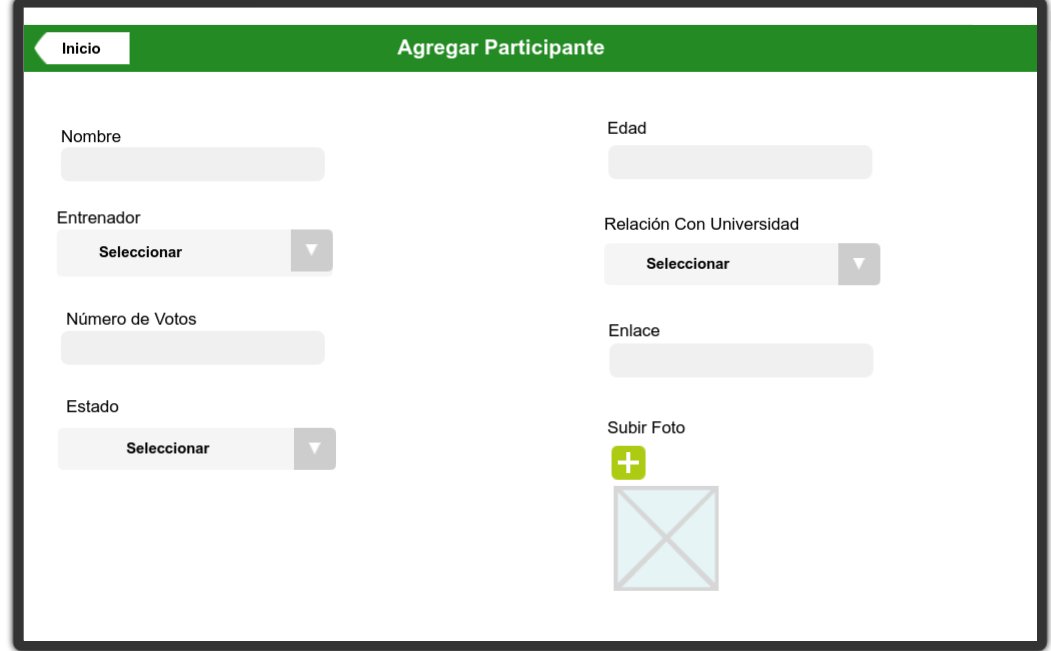 Inicio
Agregar Participante
Nombre
Edad
Entrenador
Seleccionar
Relación Con Universidad
Seleccionar
Número de Votos
Enlace
Estado
Seleccionar
Subir Foto